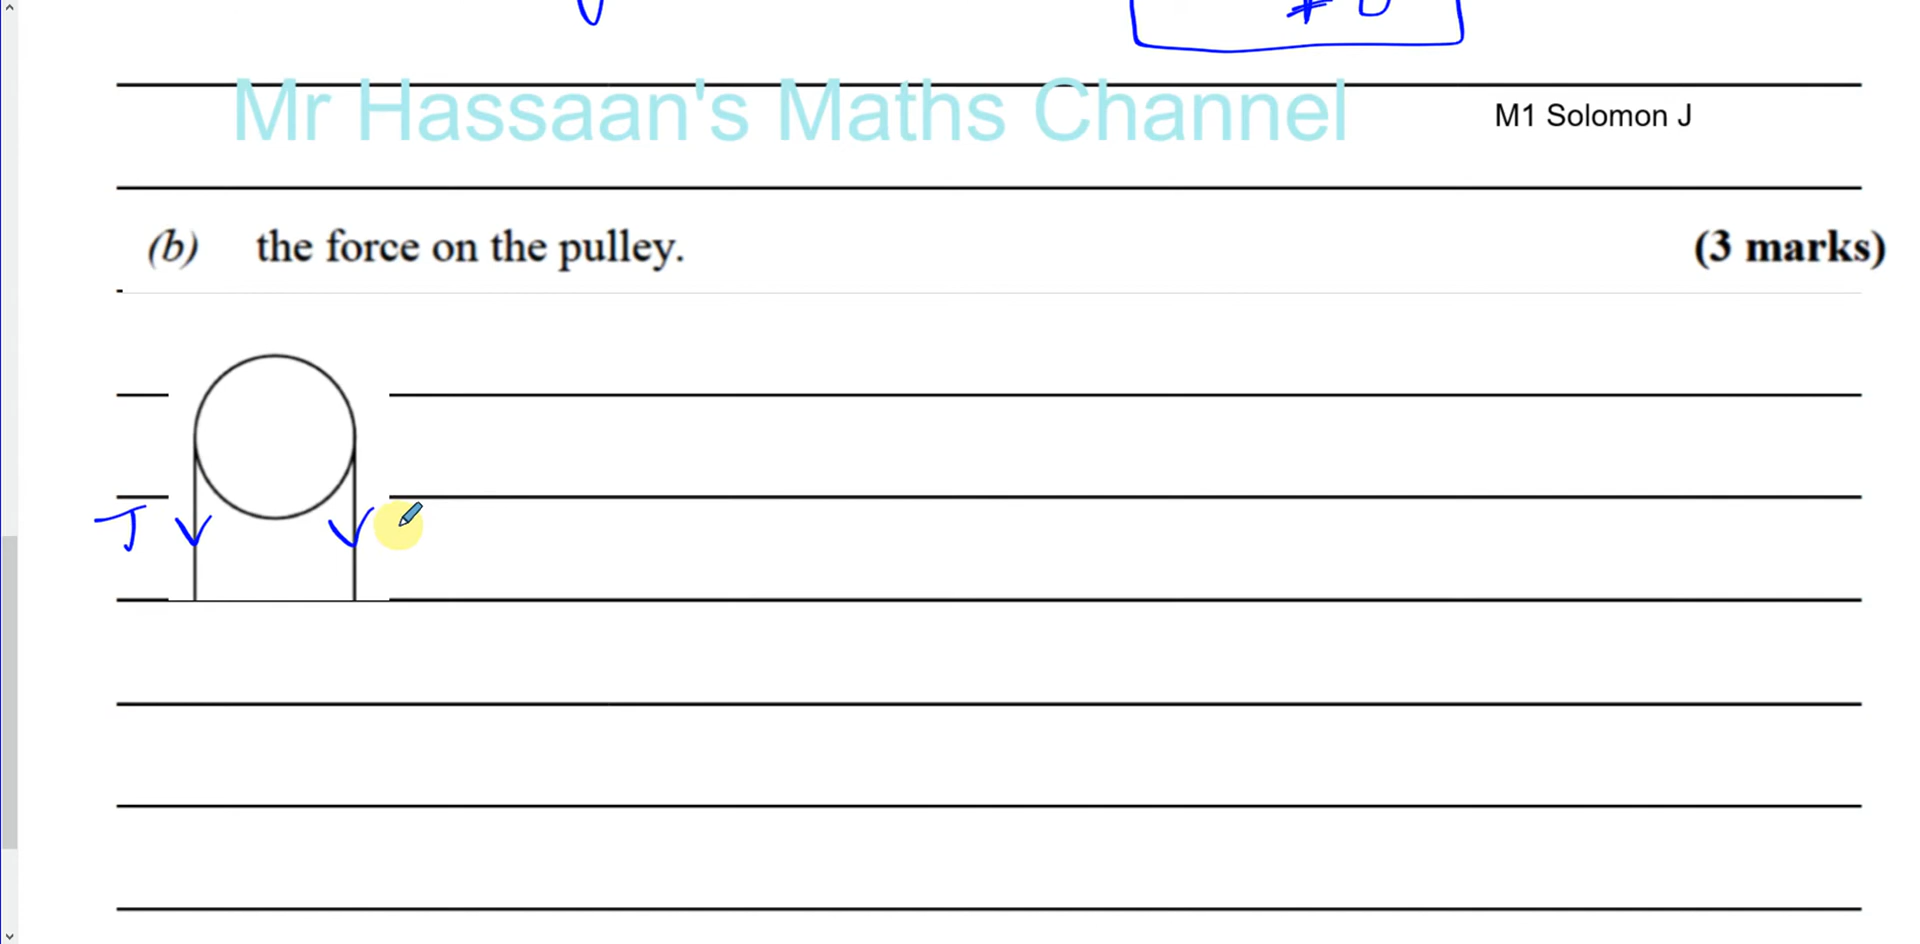 Mr Hassaan's Maths Channel
M1 Solomon J
(b) the force on the pulley. (3 marks)
T